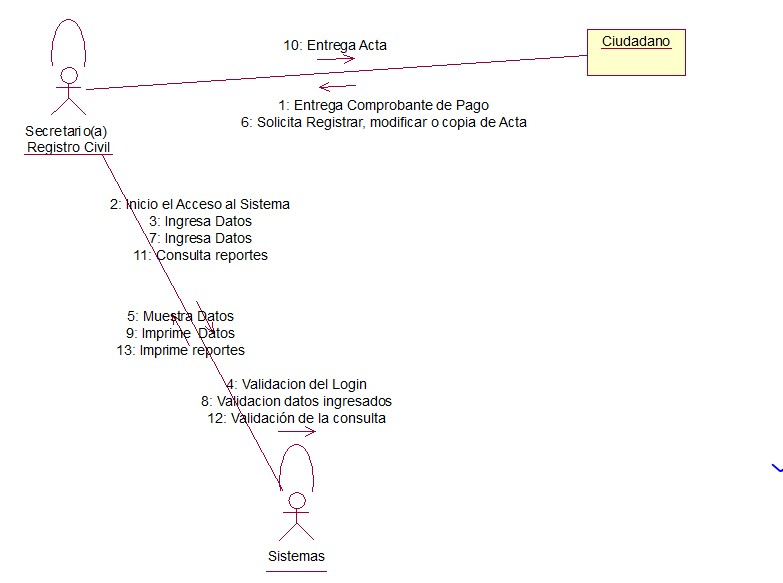 10: Entrega Acta
Ciudadano
1: Entrega Comprobante de Pago
6: Solicita Registrar, modificar o copia de Acta
Secretario(a)
Registro Civil
2: Inicio el Acceso al Sistema
3: Ingresa Datos
7: Ingresa Datos
11: Consulta reportes
5: Muestra Datos
9: Imprime Datos
13: Imprime reportes
4: Validacion del Login
8: Validacion datos ingresados
12: Validación de la consulta
Sistemas